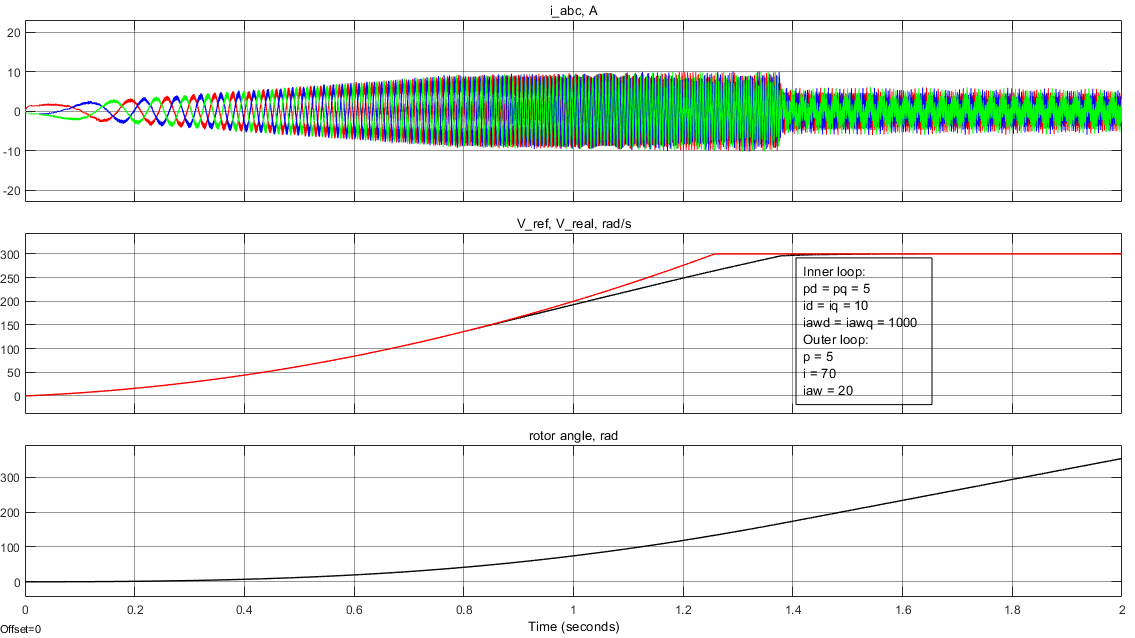 i_abc, A
20
10
0
-10
-20
V_ref, V_real, rad/s
300
250
200
150
100
50
0
Inner loop:
pd = pq = 5
id = iq = 10
iawd = iawq = 1000
Outer loop:
p = 5
i = 70
iaw = 20
rotor angle, rad
300
200
100
0
0 0.2 0.4 0.6 0.8 1 1.2 1.4 1.6 1.8 2
Time (seconds)
Offset=0